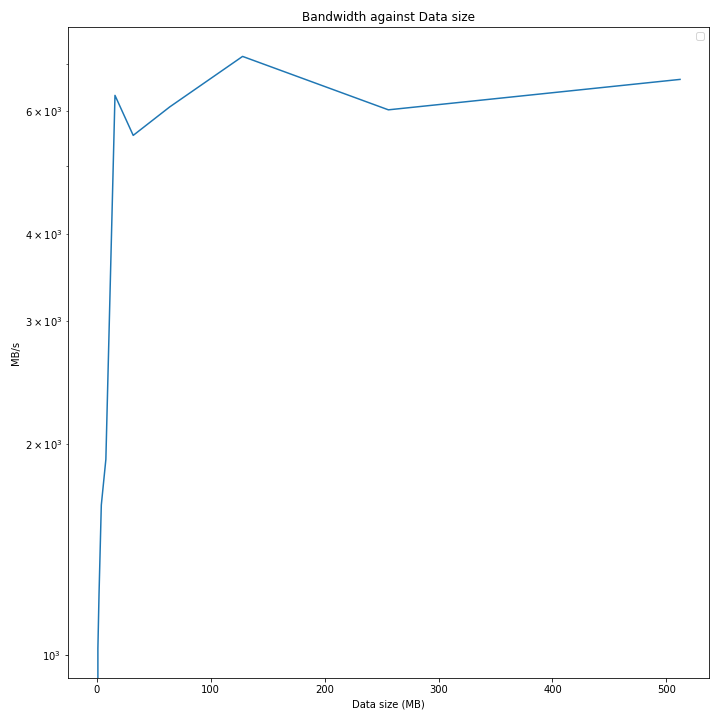 Bandwidth against Data size
6 × 10³
4 × 10³
3 × 10³
2 × 10³
10³
MB/s
0 100 200 300 400 500
Data size (MB)